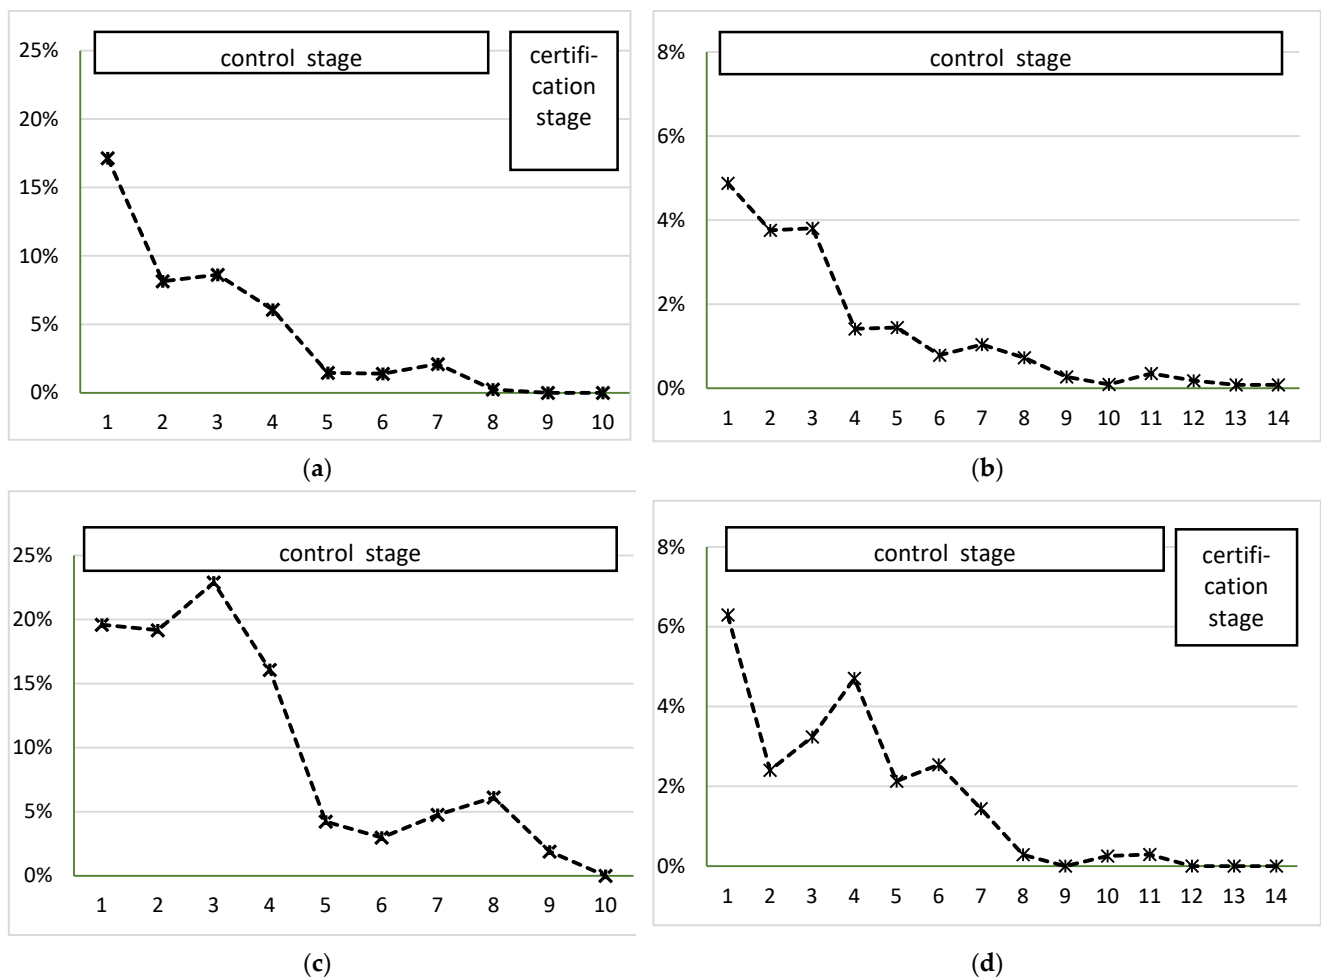 control stage
certifi-
cation
stage
25%
20%
15%
10%
5%
0%
1 2 3 4 5 6 7 8 9 10
(a)
control stage
8%
6%
4%
2%
0%
1 2 3 4 5 6 7 8 9 10 11 12 13 14
(b)
control stage
25%
20%
15%
10%
5%
0%
1 2 3 4 5 6 7 8 9 10
(c)
control stage
certifi-
cation
stage
8%
6%
4%
2%
0%
1 2 3 4 5 6 7 8 9 10 11 12 13 14
(d)